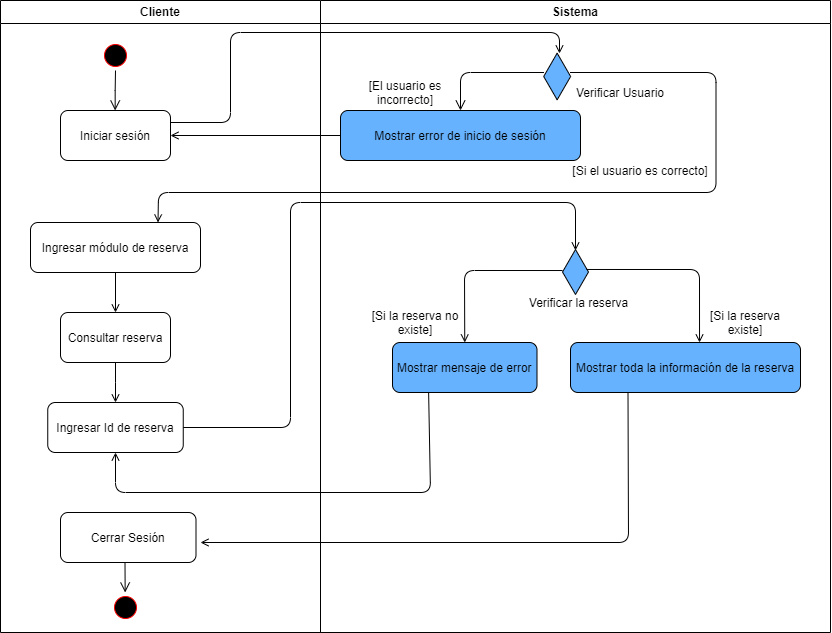 Cliente
Sistema
[El usuario es
incorrecto]
Verificar Usuario
Iniciar sesión
Mostrar error de inicio de sesión
[Si el usuario es correcto]
Ingresar módulo de reserva
Verificar la reserva
[Si la reserva no
existe]
[Si la reserva
existe]
Consultar reserva
Mostrar mensaje de error
Mostrar toda la información de la reserva
Ingresar Id de reserva
Cerrar Sesión